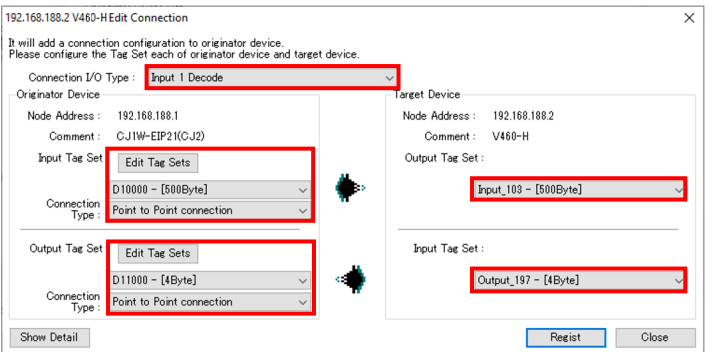 192.168.188.2 V460-H Edit Connection
It will add a connection configuration to originator device.
Please configure the Tag Set each of originator device and target device.
Connection I/O Type : Input 1 Decode
Originator Device
Node Address : 192.168.188.1
Comment : CJ1W-EIP21(CJ2)
Input Tag Set
Edit Tag Sets
D10000 - [500Byte]
Connection Type : Point to Point connection
Output Tag Set
Edit Tag Sets
D11000 - [4Byte]
Connection Type : Point to Point connection
Target Device
Node Address : 192.168.188.2
Comment : V460-H
Output Tag Set :
Input_103 - [500Byte]
Input Tag Set :
Output_197 - [4Byte]
Show Detail
Regist
Close